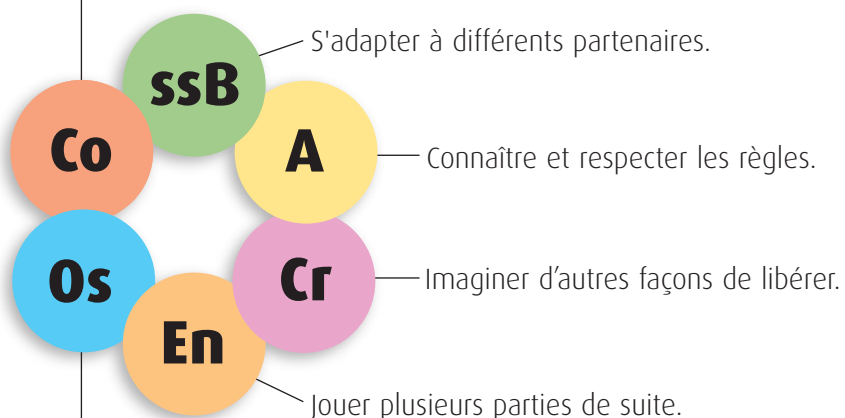 ssB
S'adapter à différents partenaires.
Co
A
Connaître et respecter les règles.
Os
Cr
Imaginer d’autres façons de libérer.
En
Jouer plusieurs parties de suite.